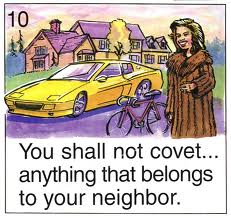 10
You shall not covet...
anything that belongs
to your neighbor.